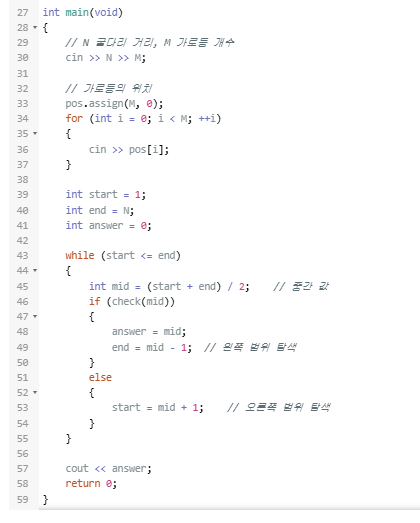 27 int main(void)
28 {
29 // N 굴다리 거리, M 가로등 개수
30 cin >> N >> M;
31
32 // 가로등의 위치
33 pos.assign(M, 0);
34 for (int i = 0; i < M; ++i)
35 {
36 cin >> pos[i];
37 }
38
39 int start = 1;
40 int end = N;
41 int answer = 0;
42
43 while (start <= end)
44 {
45 int mid = (start + end) / 2; // 중간 값
46 if (check(mid))
47 {
48 answer = mid;
49 end = mid - 1; // 왼쪽 범위 탐색
50 }
51 else
52 {
53 start = mid + 1; // 오른쪽 범위 탐색
54 }
55 }
56
57 cout << answer;
58 return 0;
59 }